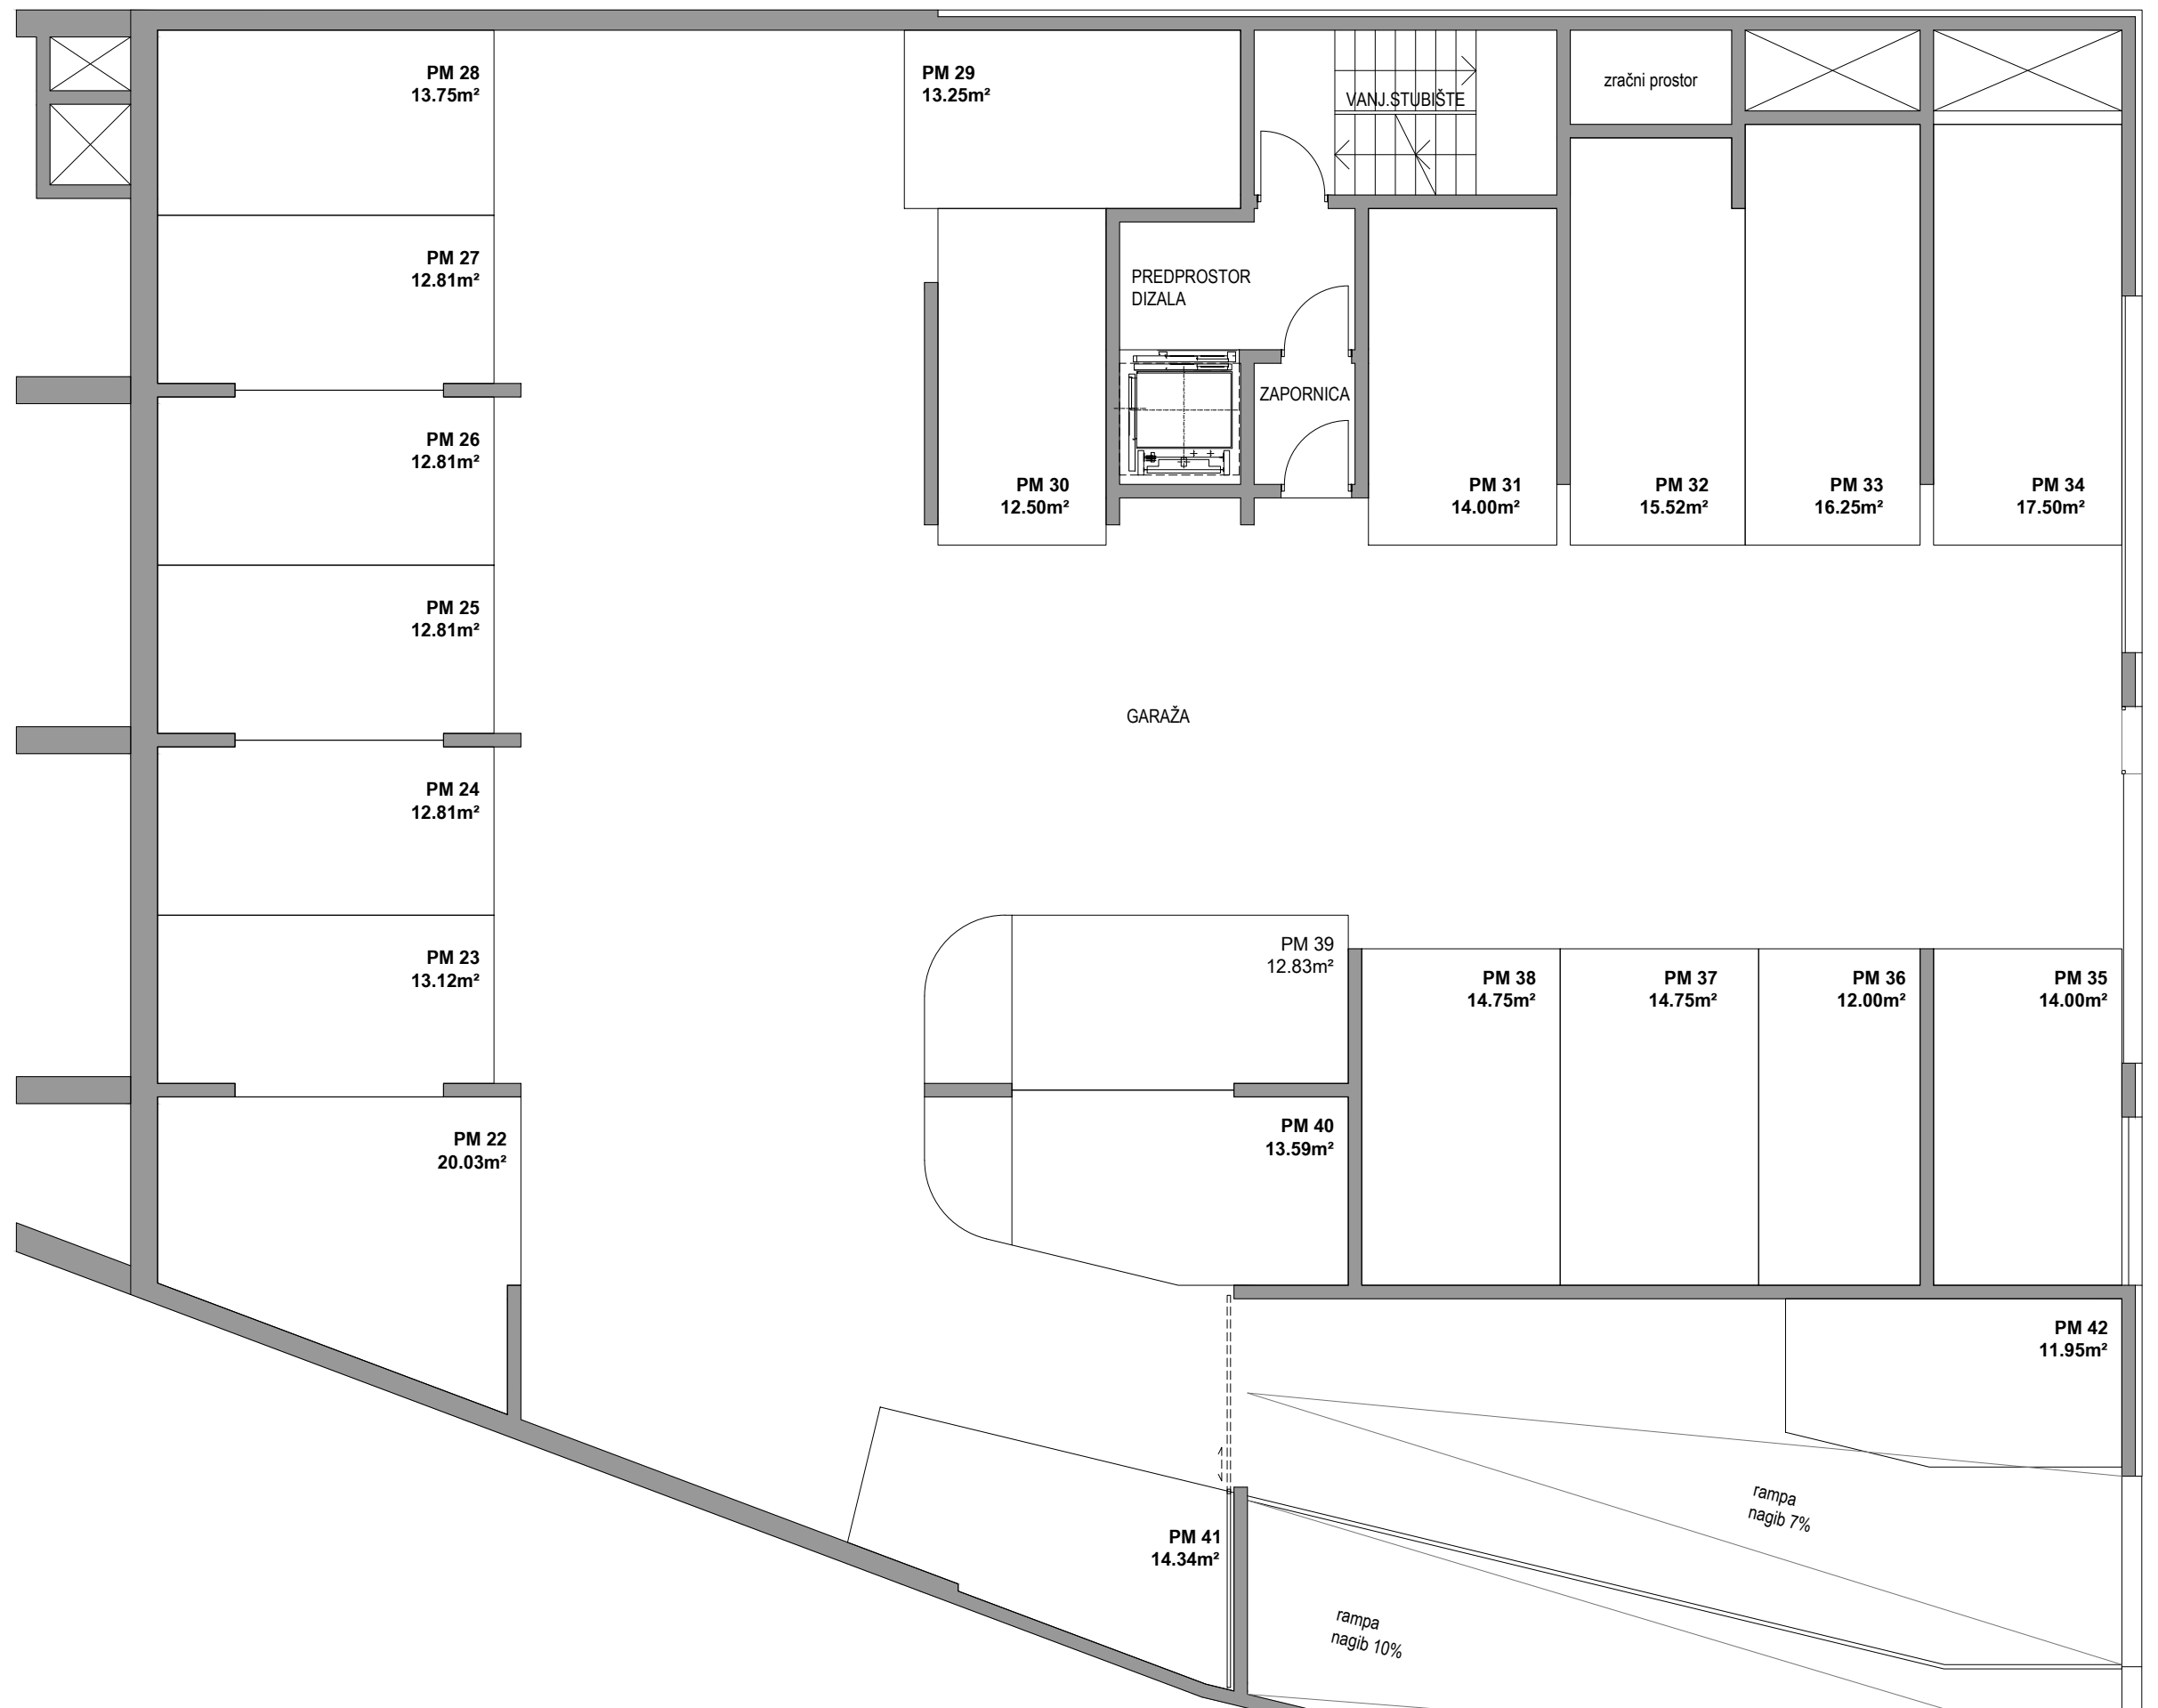 PM 28
13.75m²
PM 29
13.25m²
VANJ.STUBIŠTE
zračni prostor
PM 27
12.81m²
PREDPROSTOR
DIZALA
ZAPORNICA
PM 26
12.81m²
PM 30
12.50m²
PM 31
14.00m²
PM 32
15.52m²
PM 33
16.25m²
PM 34
17.50m²
PM 25
12.81m²
GARAŽA
PM 24
12.81m²
PM 23
13.12m²
PM 39
12.83m²
PM 38
14.75m²
PM 37
14.75m²
PM 36
12.00m²
PM 35
14.00m²
PM 22
20.03m²
PM 40
13.59m²
PM 42
11.95m²
PM 41
14.34m²
rampa
nagib 7%
rampa
nagib 10%